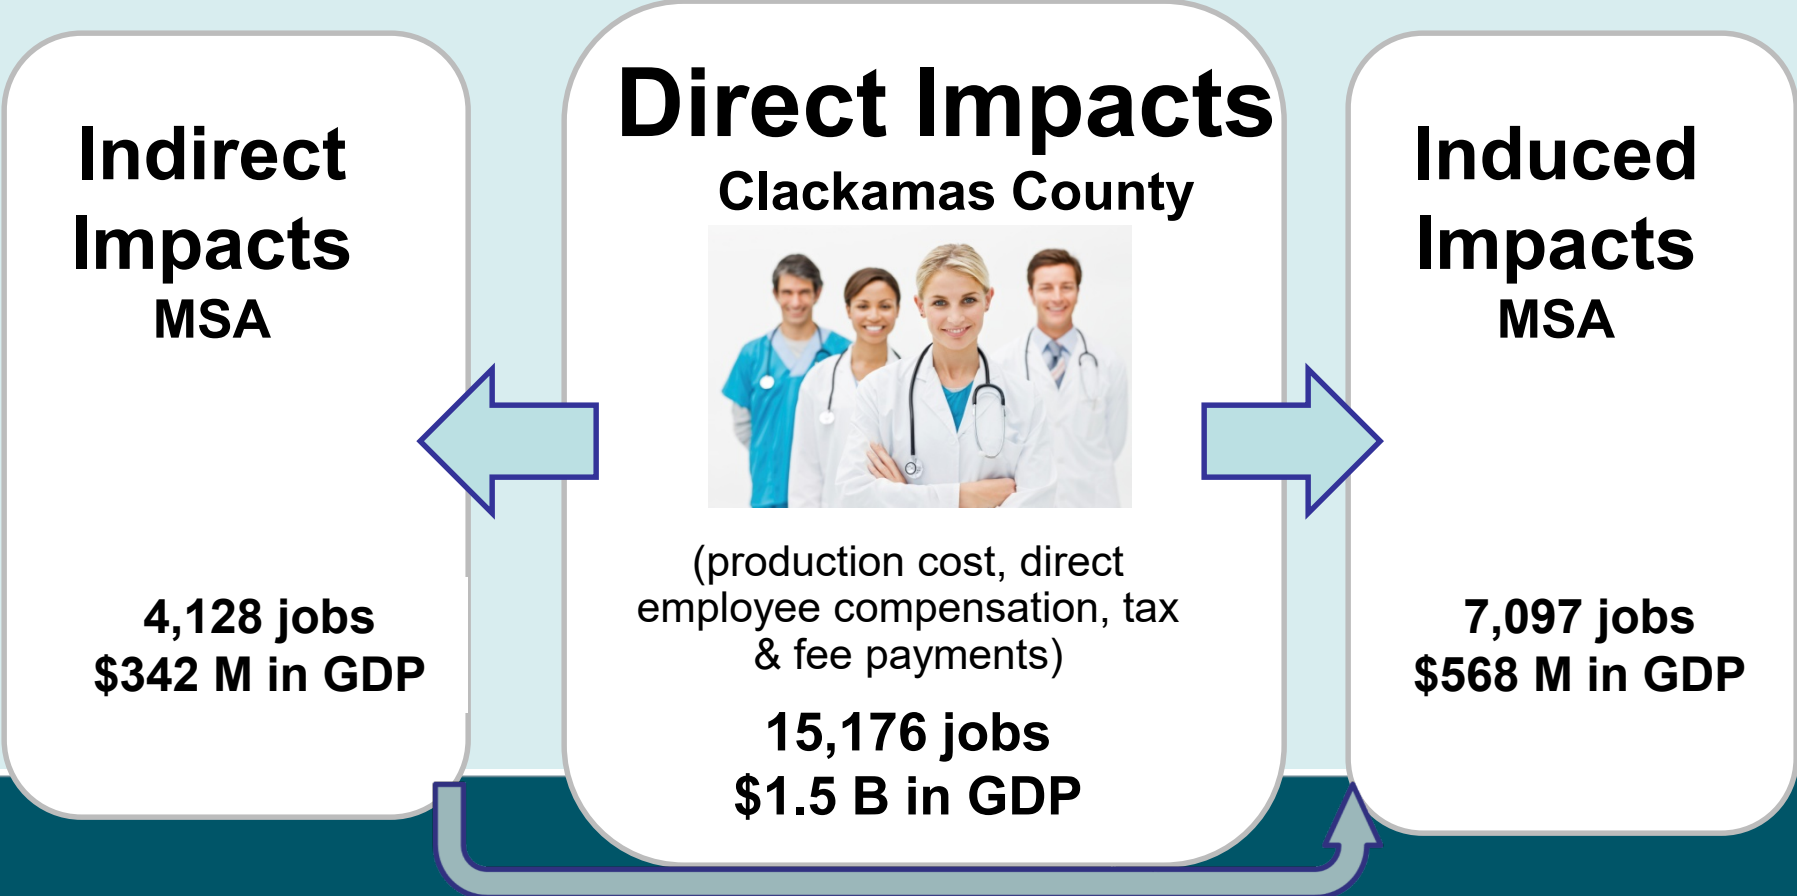 Indirect
Impacts
MSA
4,128 jobs
$342 M in GDP
Direct Impacts
Clackamas County
(production cost, direct
employee compensation, tax
& fee payments)
15,176 jobs
$1.5 B in GDP
Induced
Impacts
MSA
7,097 jobs
$568 M in GDP